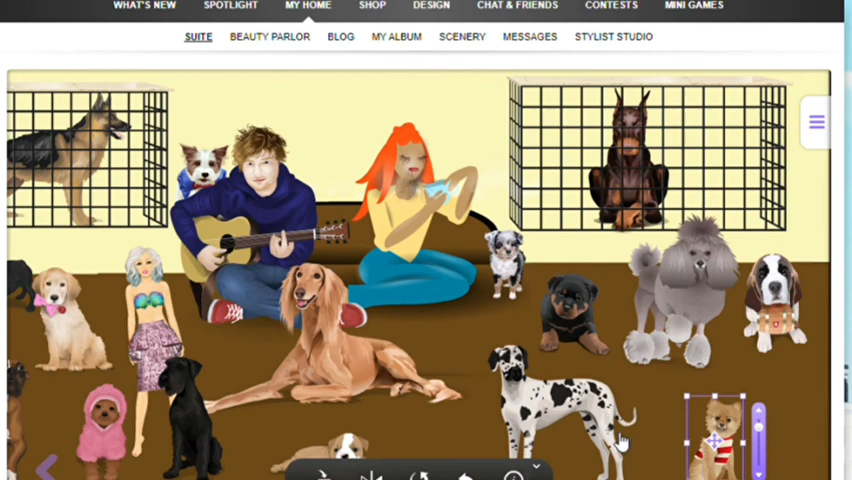 WHAT'S NEW SPOTLIGHT MY HOME SHOP DESIGN CHAT & FRIENDS CONTESTS MINI GAMES
SUITE BEAUTY PARLOR BLOG MY ALBUM SCENERY MESSAGES STYLIST STUDIO